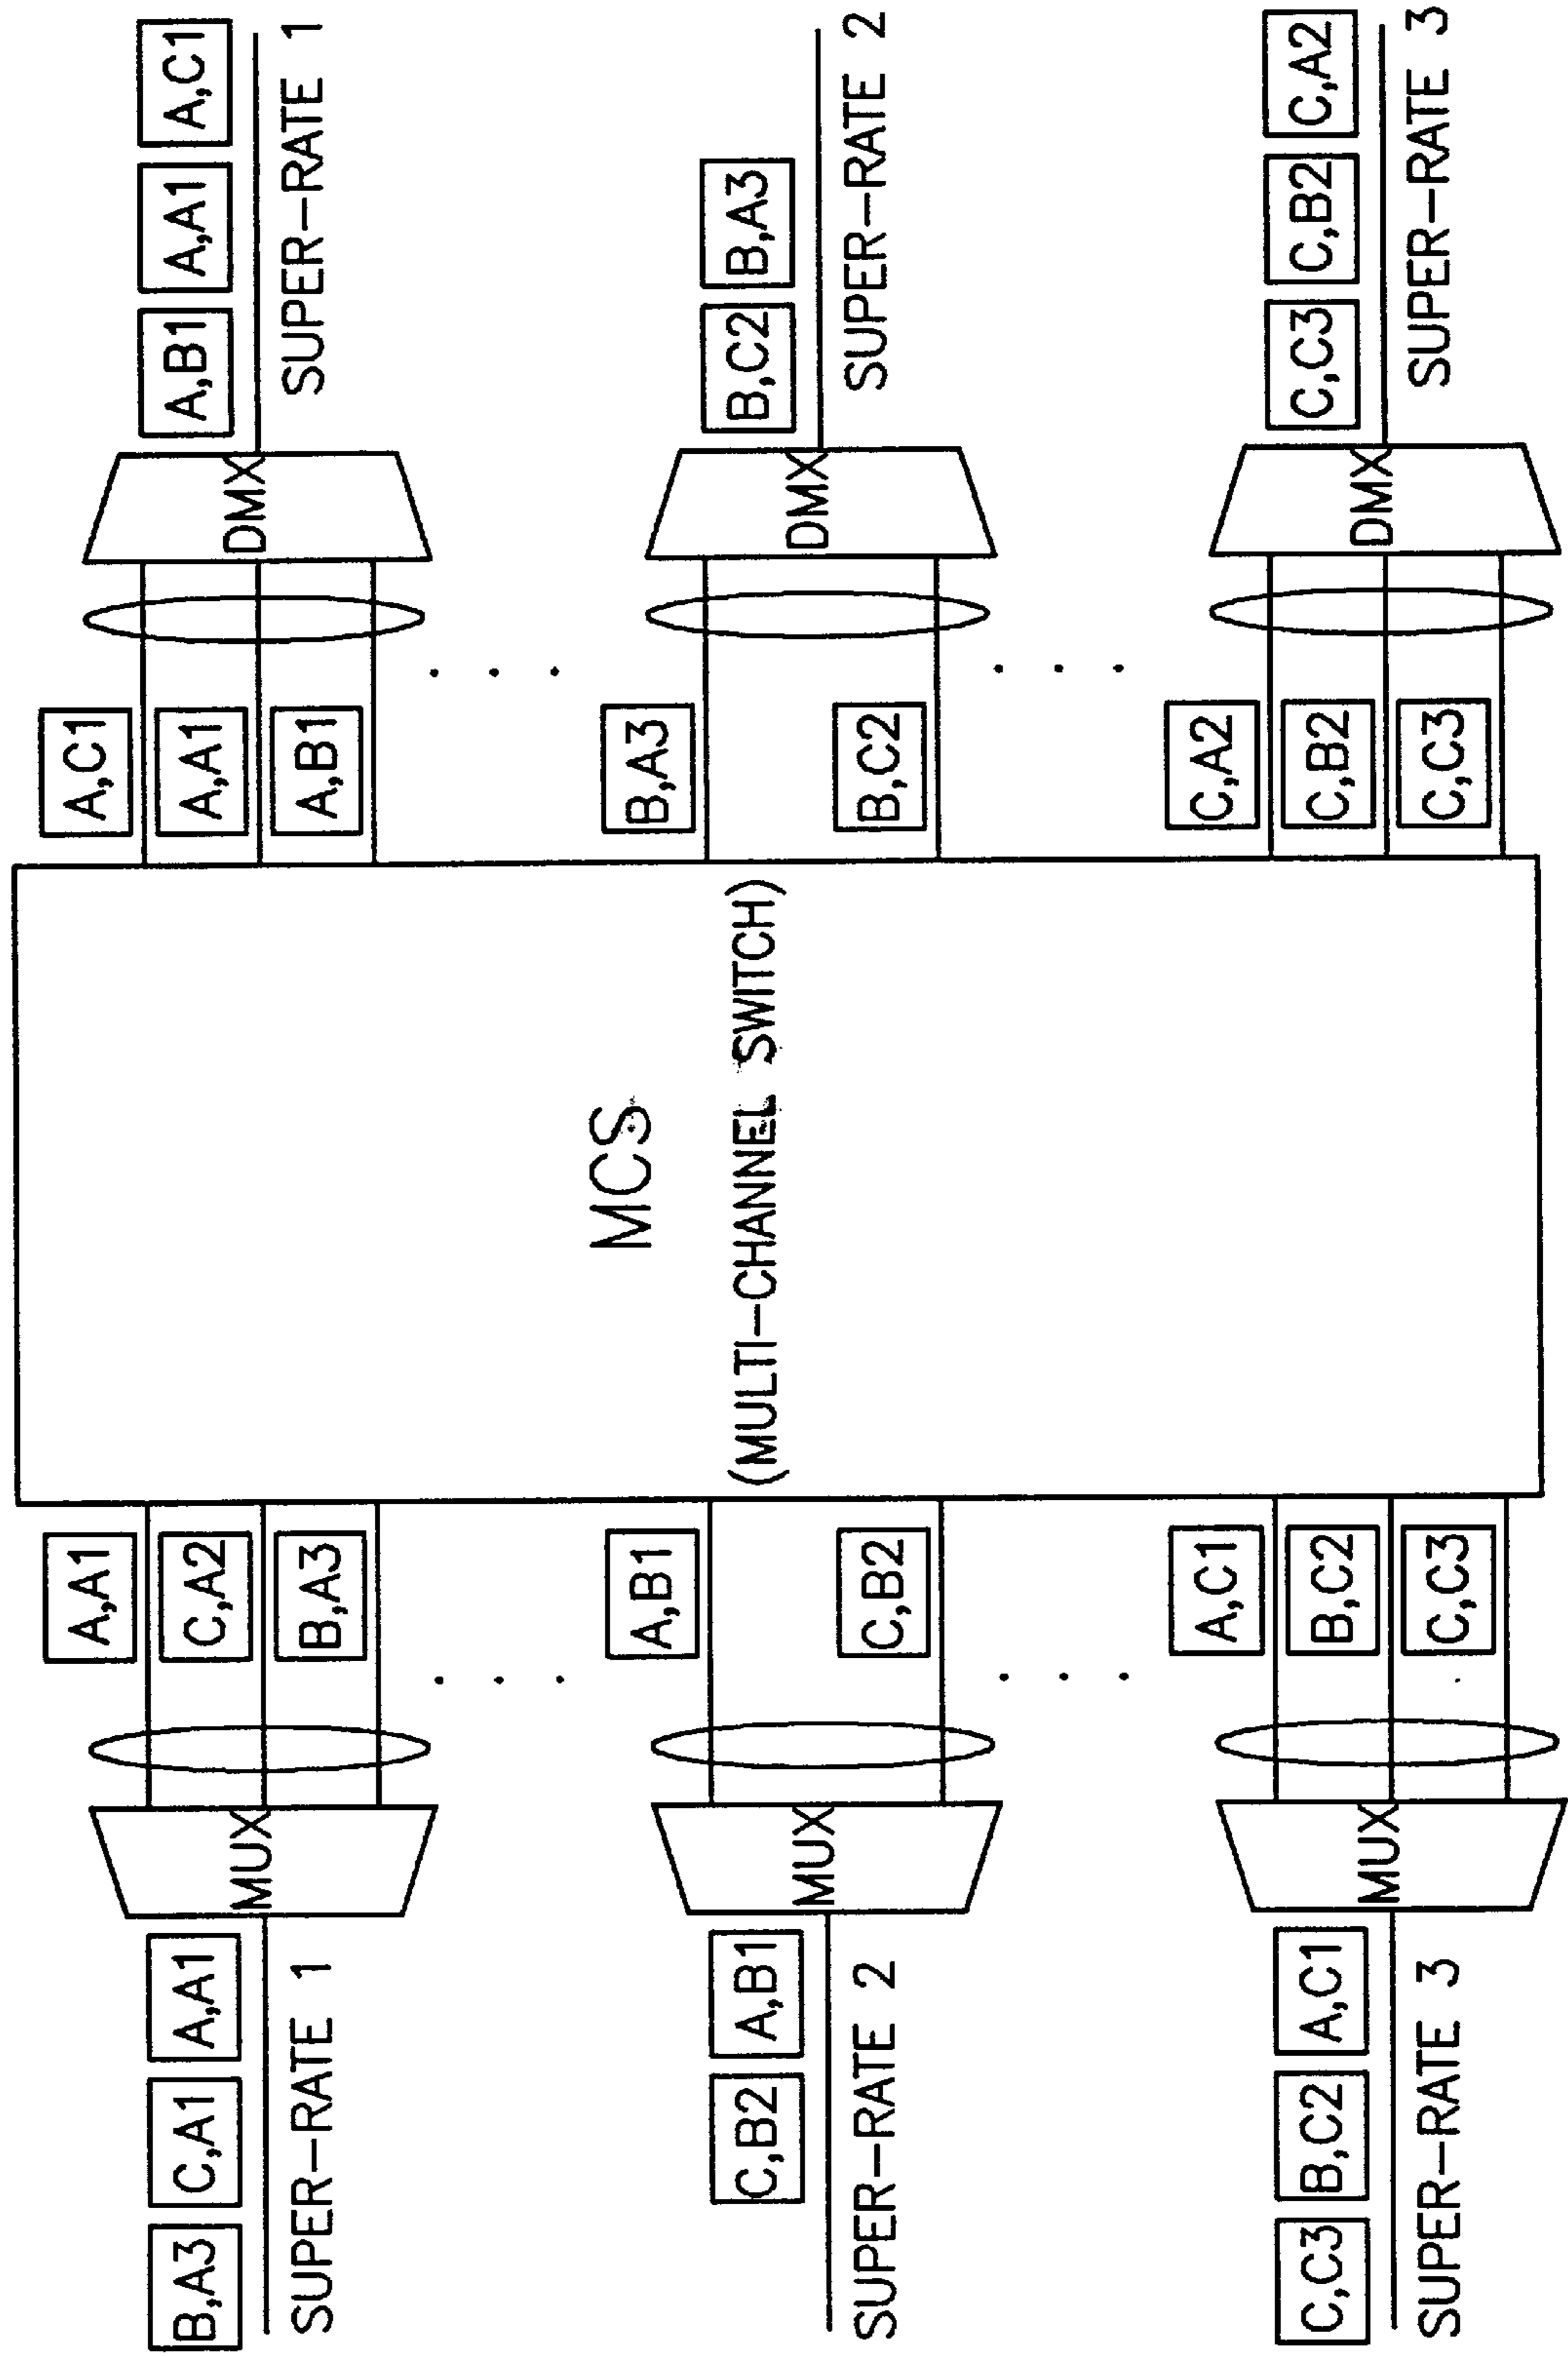 B,A3 C,A1 A,A1
SUPER-RATE 1
MUX
A,A1
C,A2
B,A3
C,B2 A,B1
SUPER-RATE 2
MUX
A,B1
C,B2
C,C3 B,C2 A,C1
SUPER-RATE 3
MUX
A,C1
B,C2
C,C3
MCS
(MULTI-CHANNEL SWITCH)
A,C1
A,A1
A,B1
DMX
A,B1 A,A1 A,C1
SUPER-RATE 1
B,A3
B,C2
DMX
B,C2 B,A3
SUPER-RATE 2
C,A2
C,B2
C,C3
DMX
C,C3 C,B2 C,A2
SUPER-RATE 3